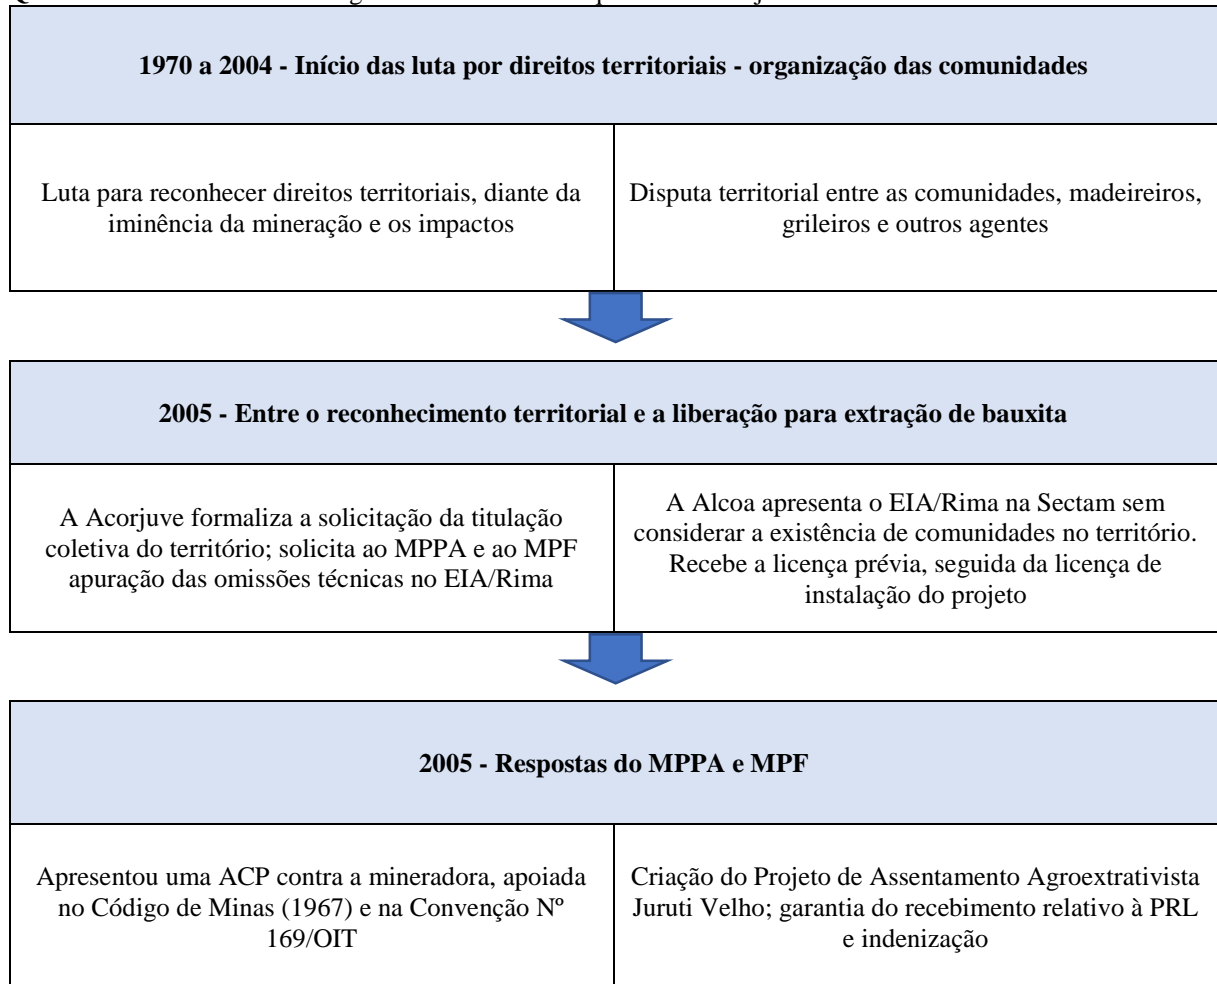 1970 a 2004 - Início das luta por direitos territoriais - organização das comunidades
Luta para reconhecer direitos territoriais, diante da
iminência da mineração e os impactos
Disputa territorial entre as comunidades, madeireiros,
grileiros e outros agentes
2005 - Entre o reconhecimento territorial e a liberação para extração de bauxita
A Acorjuve formaliza a solicitação da titulação
coletiva do território; solicita ao MPPA e ao MPF
apuração das omissões técnicas no EIA/Rima
A Alcoa apresenta o EIA/Rima na Sectam sem
considerar a existência de comunidades no território.
Recebe a licença prévia, seguida da licença de
instalação do projeto
2005 - Respostas do MPPA e MPF
Apresentou uma ACP contra a mineradora, apoiada
no Código de Minas (1967) e na Convenção Nº
169/OIT
Criação do Projeto de Assentamento Agroextrativista
Juruti Velho; garantia do recebimento relativo à PRL
e indenização